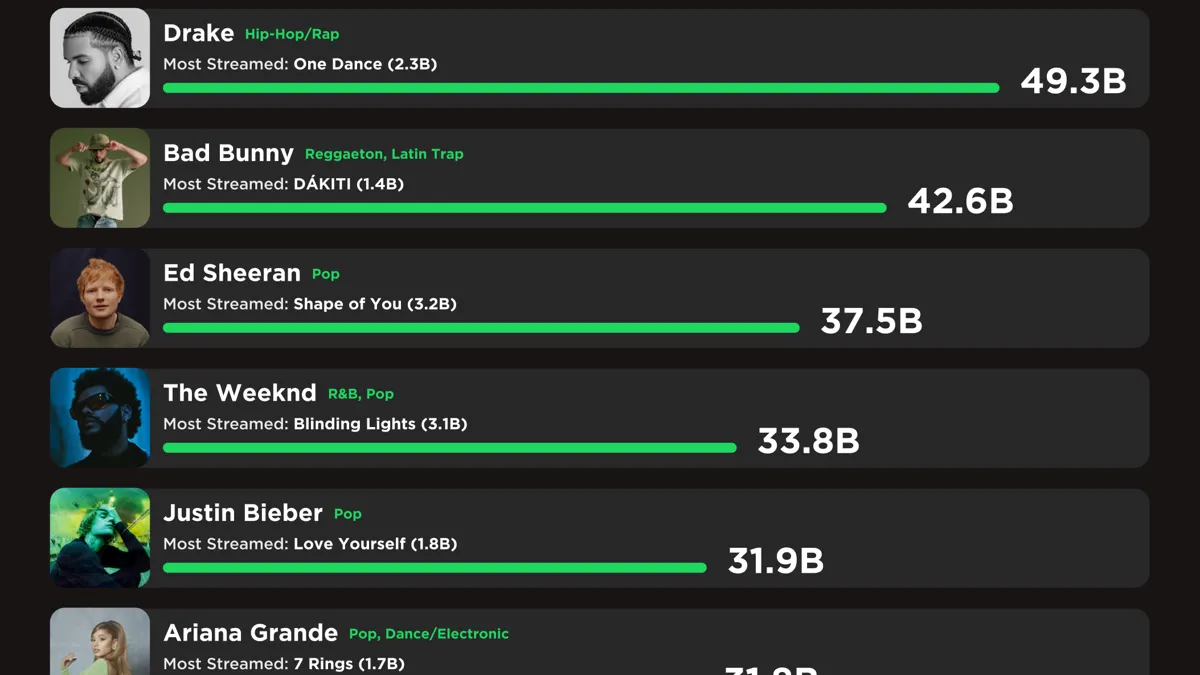 Drake Hip-Hop/Rap
Most Streamed: One Dance (2.3B)
49.3B
Bad Bunny Reggaeton, Latin Trap
Most Streamed: DÁKITI (1.4B)
42.6B
Ed Sheeran Pop
Most Streamed: Shape of You (3.2B)
37.5B
The Weeknd R&B, Pop
Most Streamed: Blinding Lights (3.1B)
33.8B
Justin Bieber Pop
Most Streamed: Love Yourself (1.8B)
31.9B
Ariana Grande Pop, Dance/Electronic
Most Streamed: 7 Rings (1.7B)